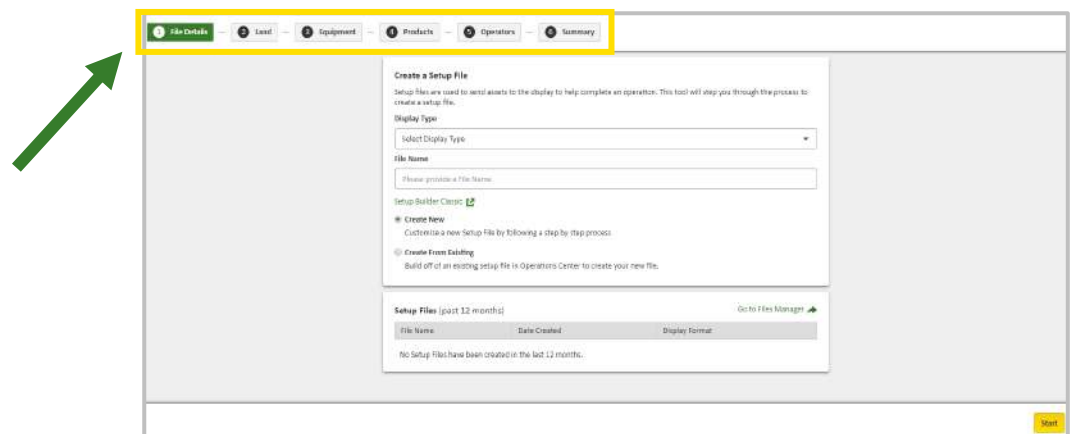 1 File Details – 2 Land – 3 Equipment – 4 Products – 5 Operators – 6 Summary
Create a Setup File
Setup files are used to send assets to the display to help complete an operation. This tool will step you through the process to
create a setup file.
Display Type
Select Display Type
File Name
Please provide a File Name
Setup Builder Classic
Create New
Customize a new Setup File by following a step by step process
Create From Existing
Build off of an existing setup file in Operations Center to create your new file.
Setup Files (past 12 months)
Go to Files Manager
File Name Date Created Display Format
No Setup Files have been created in the last 12 months.
Start